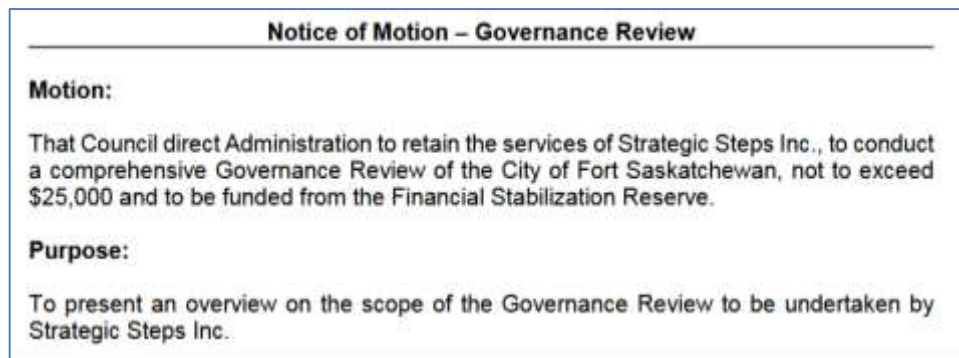 Notice of Motion – Governance Review
Motion:
That Council direct Administration to retain the services of Strategic Steps Inc., to conduct
a comprehensive Governance Review of the City of Fort Saskatchewan, not to exceed
$25,000 and to be funded from the Financial Stabilization Reserve.
Purpose:
To present an overview on the scope of the Governance Review to be undertaken by
Strategic Steps Inc.